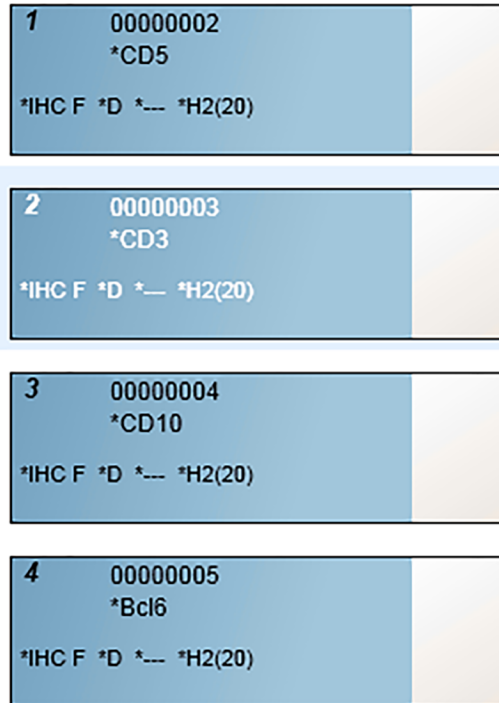 1 00000002
*CD5
*IHC F *D *--- *H2(20)
2 00000003
*CD3
*IHC F *D *--- *H2(20)
3 00000004
*CD10
*IHC F *D *--- *H2(20)
4 00000005
*Bcl6
*IHC F *D *--- *H2(20)